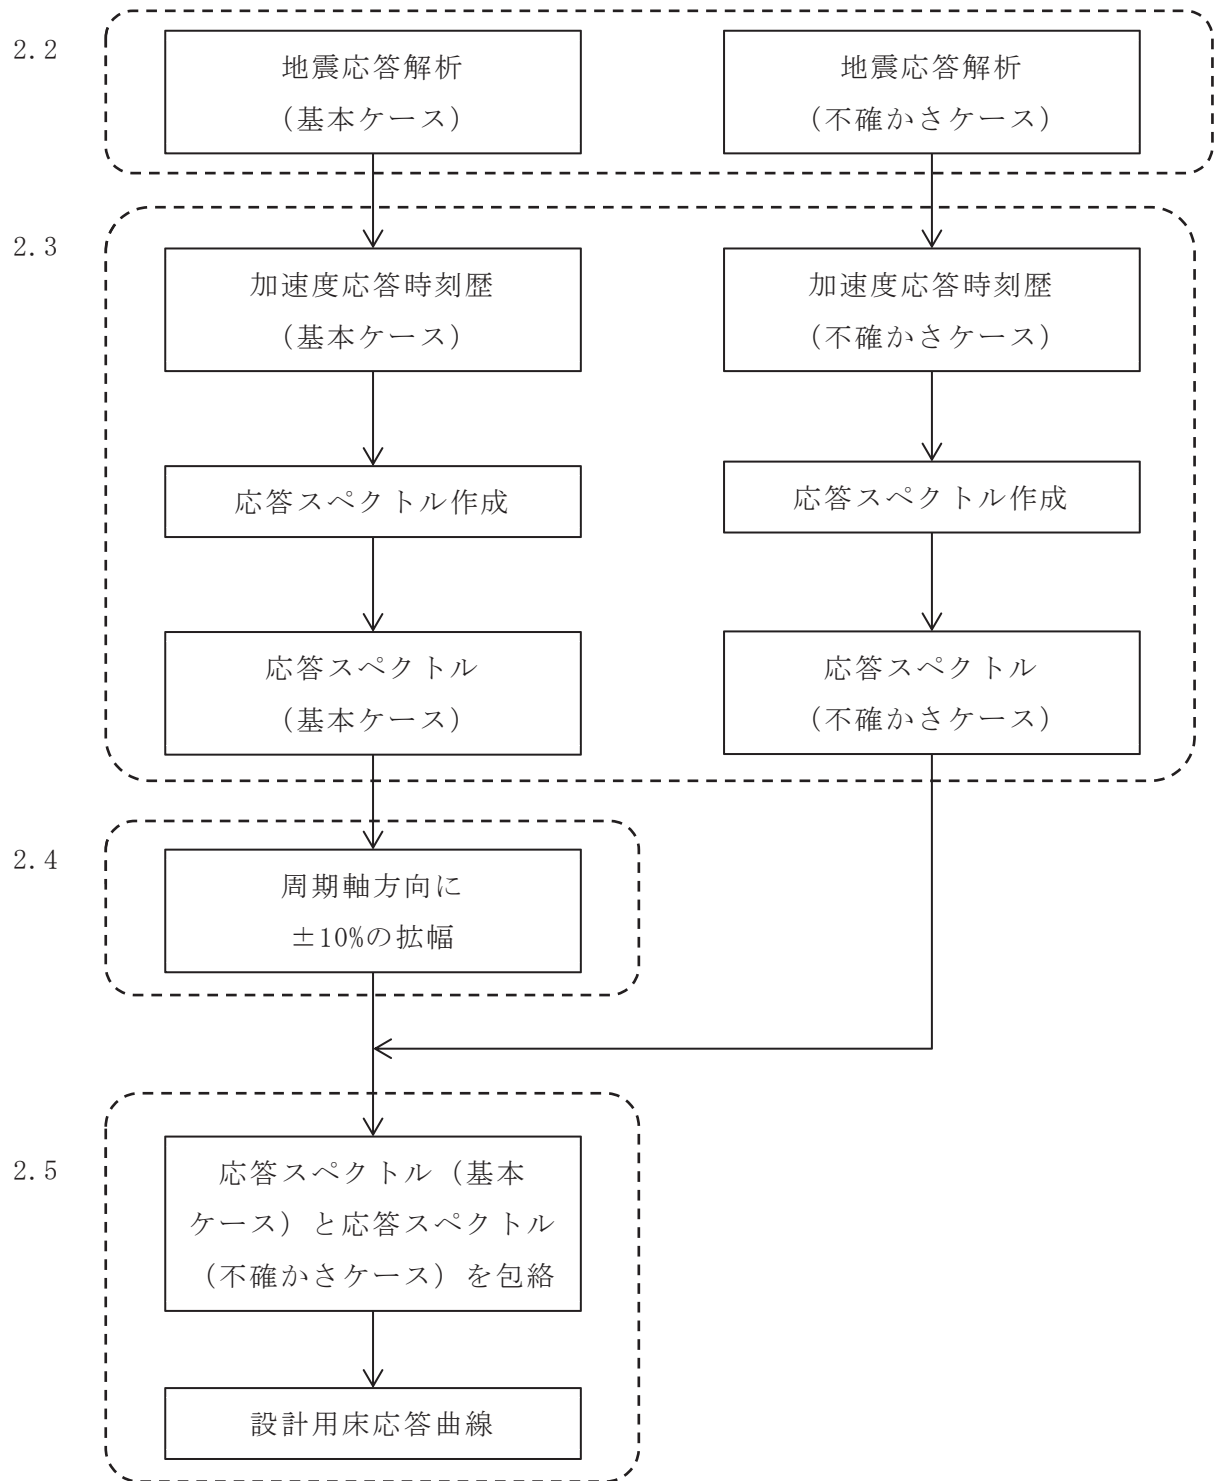 2.2
地震応答解析
（基本ケース）
地震応答解析
（不確かさケース）
2.3
加速度応答時刻歴
（基本ケース）
加速度応答時刻歴
（不確かさケース）
応答スペクトル作成
応答スペクトル作成
応答スペクトル
（基本ケース）
応答スペクトル
（不確かさケース）
2.4
周期軸方向に
±10%の拡幅
2.5
応答スペクトル（基本
ケース）と応答スペクトル
（不確かさケース）を包絡
設計用床応答曲線